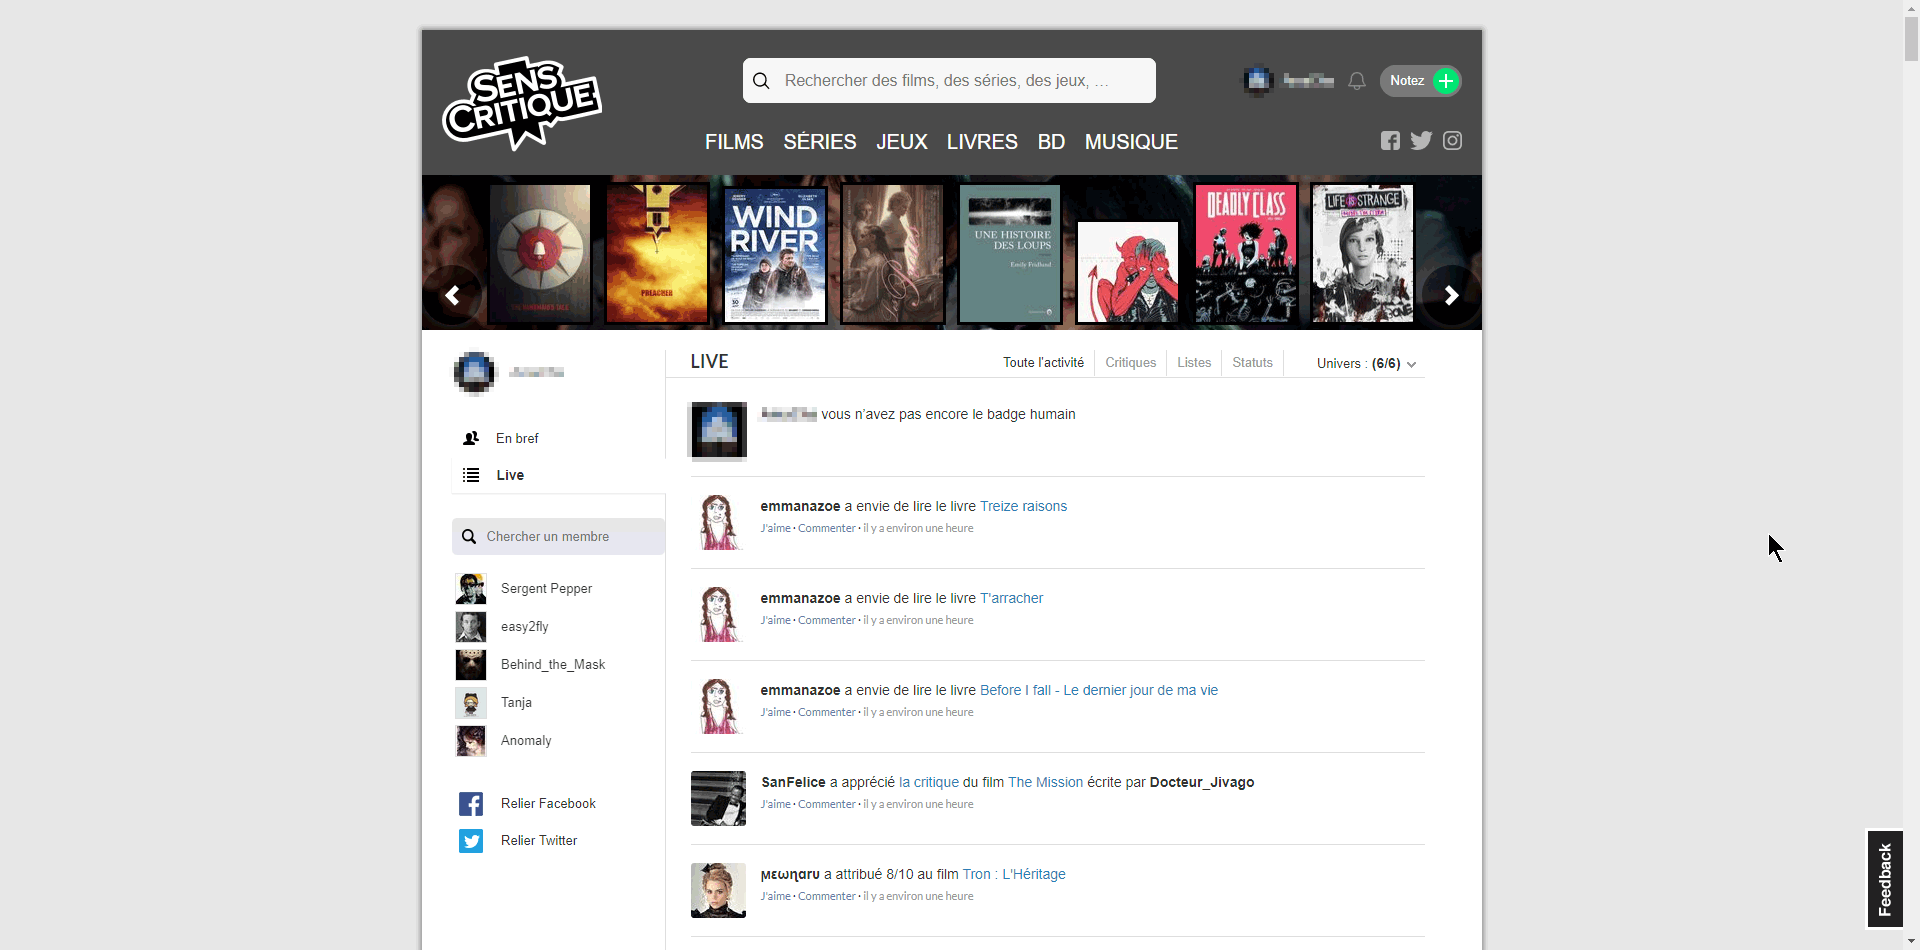 SENS
CRITIQUE
Rechercher des films, des séries, des jeux, ...
Notez
FILMS SÉRIES JEUX LIVRES BD MUSIQUE
THE HANDMAID'S TALE
PREACHER
WIND
RIVER
UNE HISTOIRE
DES LOUPS
Emily Fridlund
DEADLY CLASS
LIFE IS STRANGE
LIVE
Toute l'activité Critiques Listes Statuts Univers : (6/6)
vous n'avez pas encore le badge humain
En bref
Live
Chercher un membre
Sergent Pepper
easy2fly
Behind_the_Mask
Tanja
Anomaly
Relier Facebook
Relier Twitter
emmanazoe a envie de lire le livre Treize raisons
J'aime · Commenter · il y a environ une heure
emmanazoe a envie de lire le livre T'arracher
J'aime · Commenter · il y a environ une heure
emmanazoe a envie de lire le livre Before I fall - Le dernier jour de ma vie
J'aime · Commenter · il y a environ une heure
SanFelice a apprécié la critique du film The Mission écrite par Docteur_Jivago
J'aime · Commenter · il y a environ une heure
мεωηαrυ a attribué 8/10 au film Tron : L'Héritage
J'aime · Commenter · il y a environ une heure
Feedback